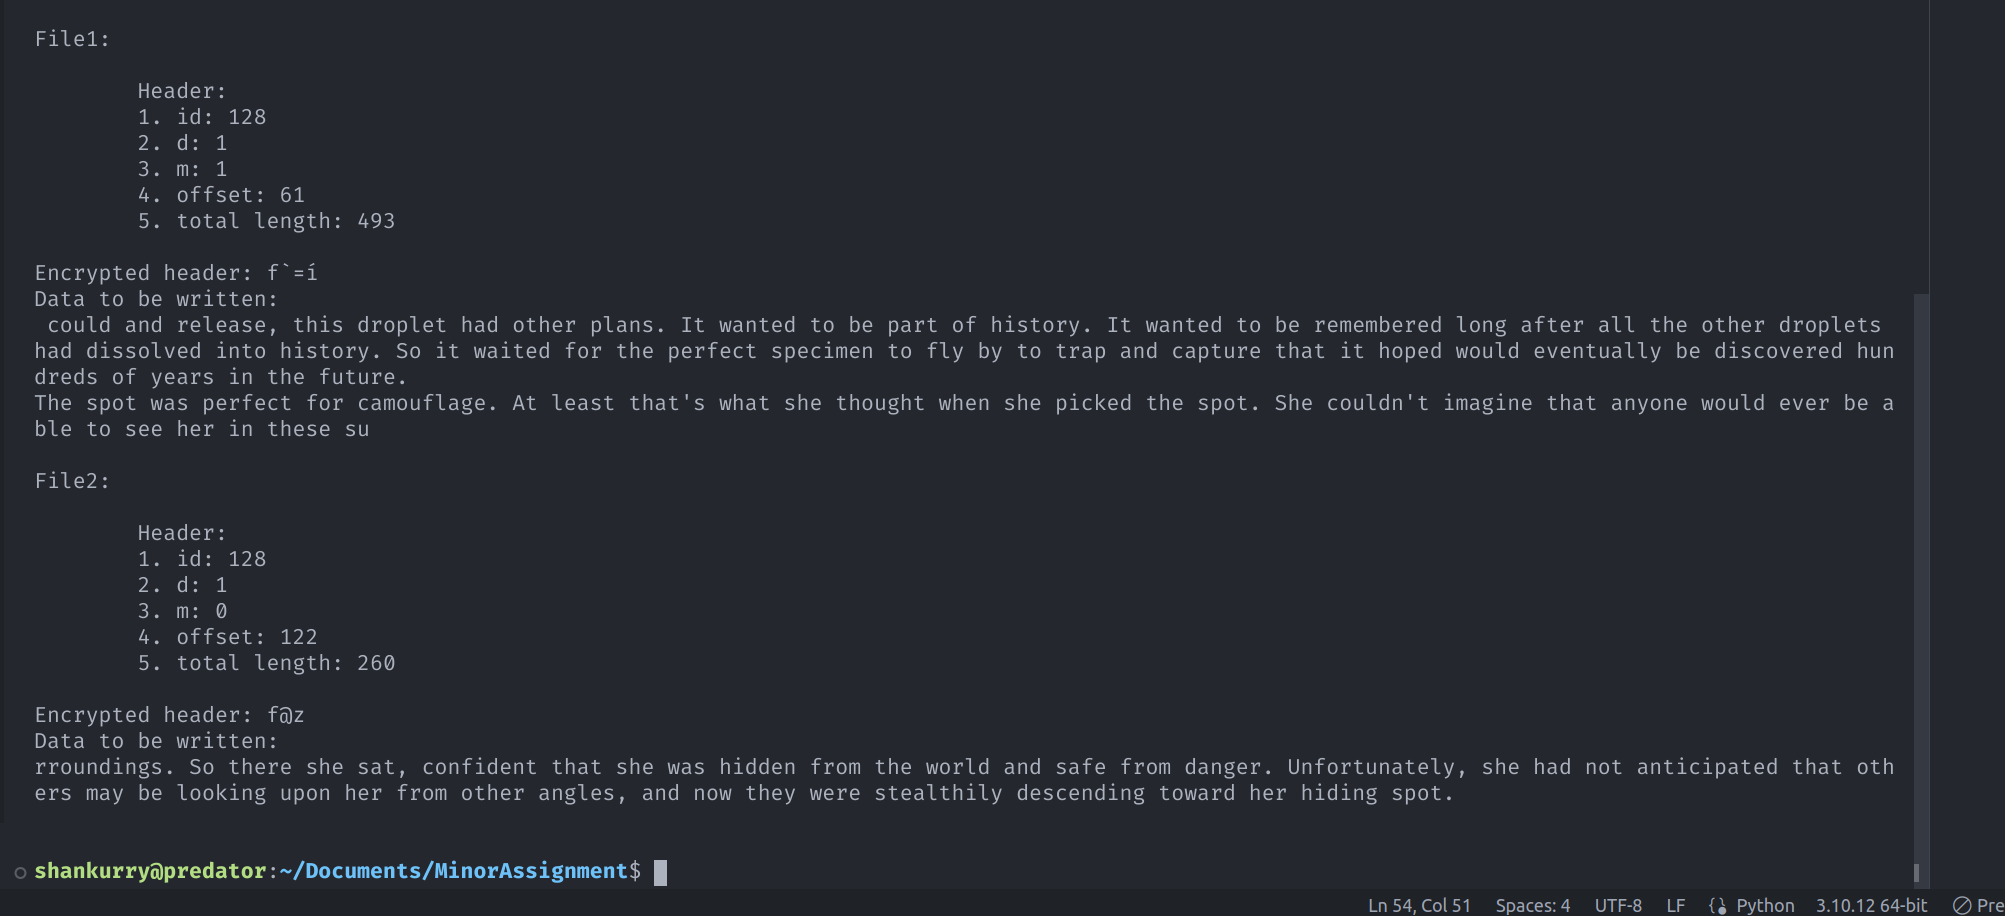 File1:
Header:
1. id: 128
2. d: 1
3. m: 1
4. offset: 61
5. total length: 493
Encrypted header: f`=í
Data to be written:
could and release, this droplet had other plans. It wanted to be part of history. It wanted to be remembered long after all the other droplets
had dissolved into history. So it waited for the perfect specimen to fly by to trap and capture that it hoped would eventually be discovered hun
dreds of years in the future.
The spot was perfect for camouflage. At least that's what she thought when she picked the spot. She couldn't imagine that anyone would ever be a
ble to see her in these su
File2:
Header:
1. id: 128
2. d: 1
3. m: 0
4. offset: 122
5. total length: 260
Encrypted header: f@z
Data to be written:
rroundings. So there she sat, confident that she was hidden from the world and safe from danger. Unfortunately, she had not anticipated that oth
ers may be looking upon her from other angles, and now they were stealthily descending toward her hiding spot.
shankurry@predator:~/Documents/MinorAssignment$
Ln 54, Col 51 Spaces: 4 UTF-8 LF {} Python 3.10.12 64-bit Pre